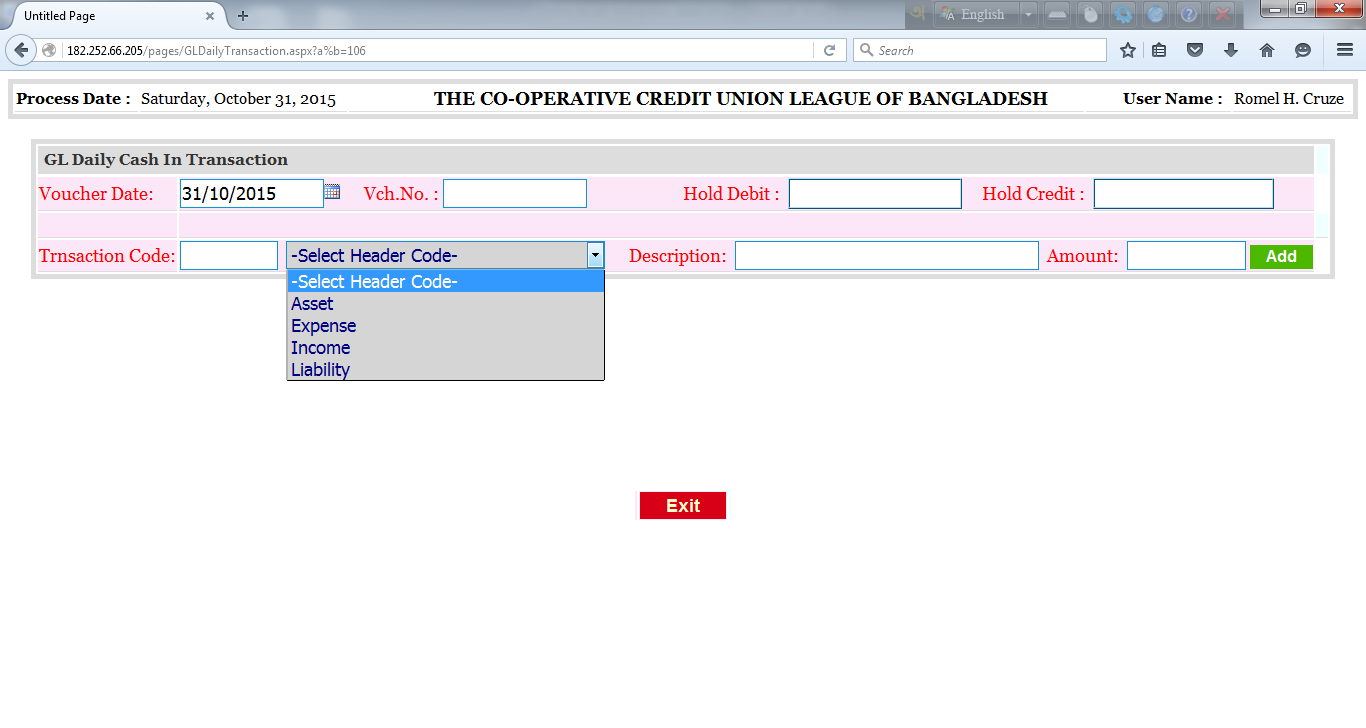 Untitled Page
English
182.252.66.205/pages/GLDailyTransaction.aspx?a%b=106
Search
Process Date : Saturday, October 31, 2015 THE CO-OPERATIVE CREDIT UNION LEAGUE OF BANGLADESH User Name : Romel H. Cruze
GL Daily Cash In Transaction
Voucher Date: 31/10/2015 Vch.No. : Hold Debit : Hold Credit :
Trnsaction Code: -Select Header Code- Description: Amount: Add
-Select Header Code-
Asset
Expense
Income
Liability
Exit